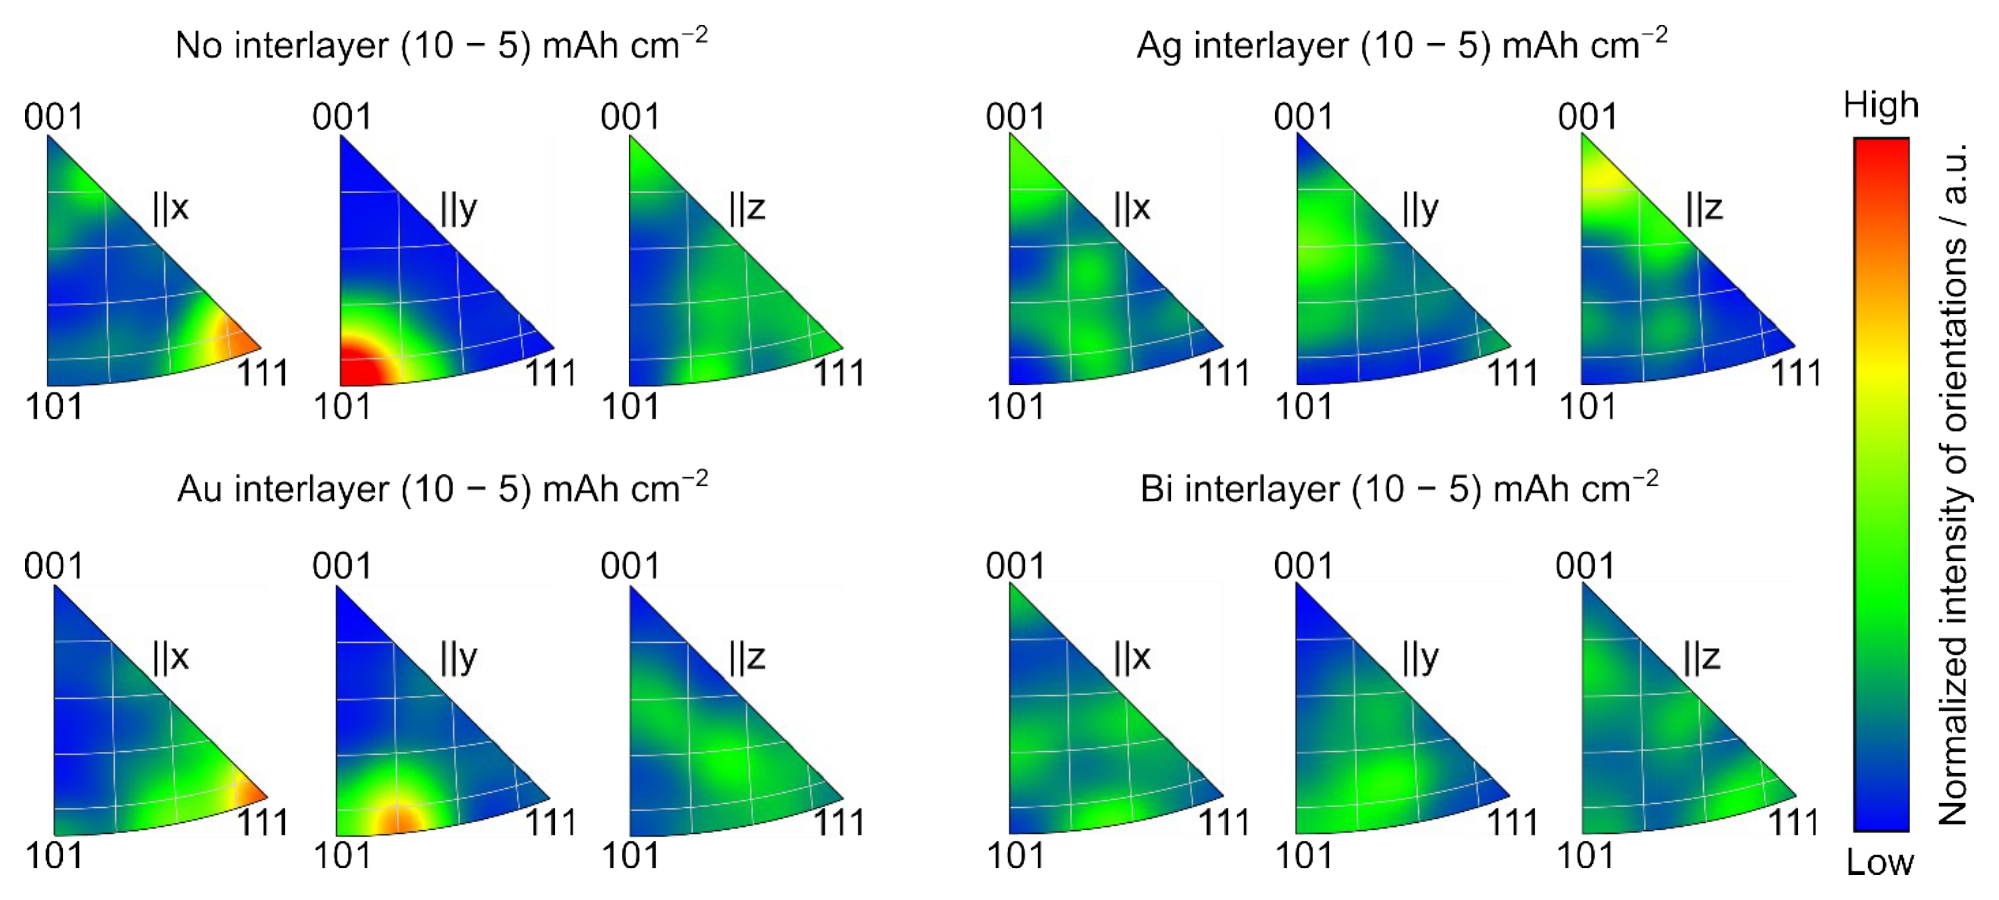 No interlayer (10 − 5) mAh cm⁻²
001 001 001
||x ||y ||z
111 111 111
101 101 101
Ag interlayer (10 − 5) mAh cm⁻²
001 001 001
||x ||y ||z
111 111 111
101 101 101
Au interlayer (10 − 5) mAh cm⁻²
001 001 001
||x ||y ||z
111 111 111
101 101 101
Bi interlayer (10 − 5) mAh cm⁻²
001 001 001
||x ||y ||z
111 111 111
101 101 101
High
Normalized intensity of orientations / a.u.
Low